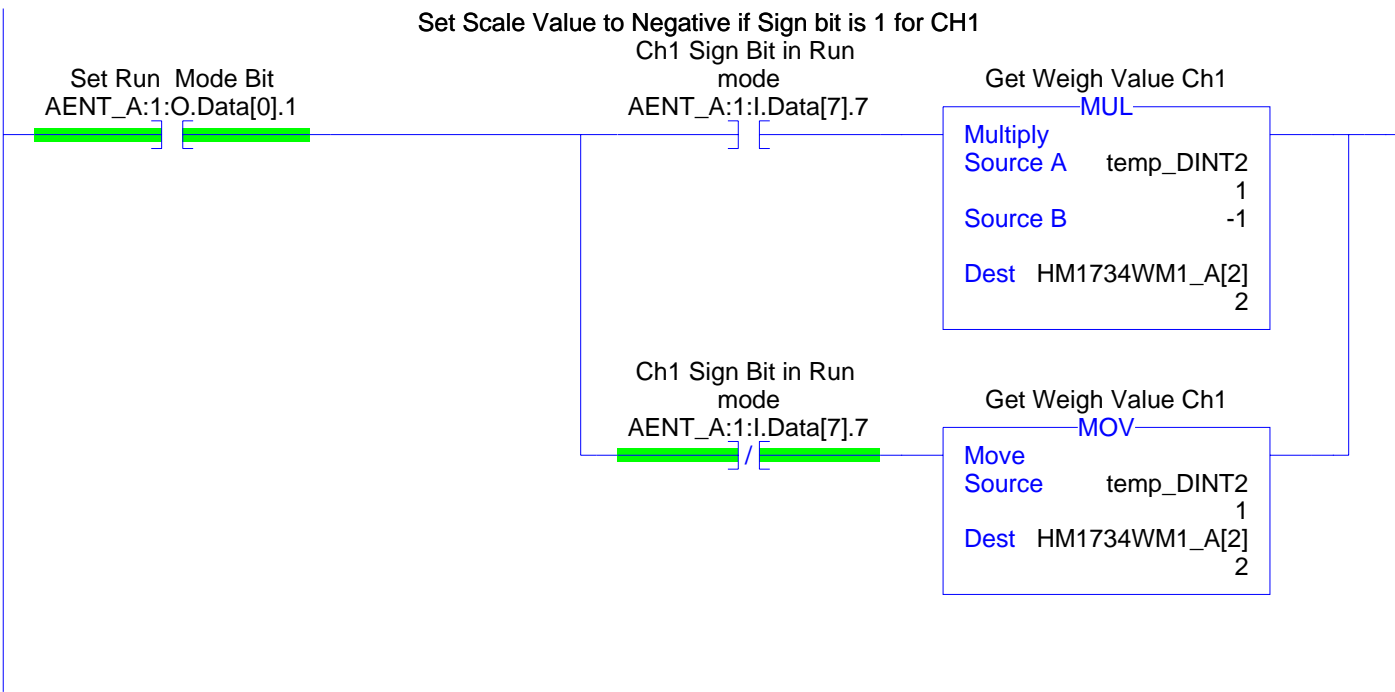 Set Scale Value to Negative if Sign bit is 1 for CH1
Set Run  Mode Bit
AENT_A:1:O.Data[0].1
Ch1 Sign Bit in Run
mode
AENT_A:1:I.Data[7].7
Get Weigh Value Ch1
MUL
Multiply
Source A temp_DINT2
1
Source B -1
Dest HM1734WM1_A[2]
2
Ch1 Sign Bit in Run
mode
AENT_A:1:I.Data[7].7
/
Get Weigh Value Ch1
MOV
Move
Source temp_DINT2
1
Dest HM1734WM1_A[2]
2